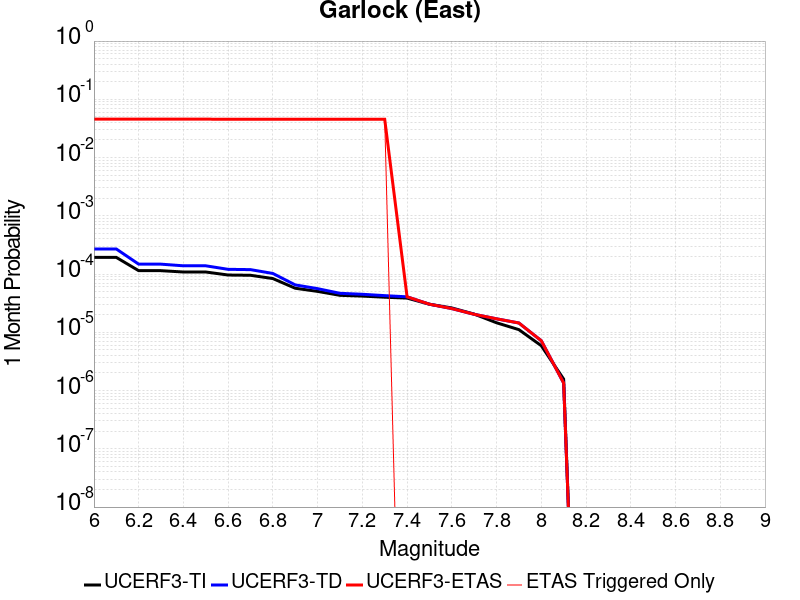 Garlock (East)
10^0
10^-1
10^-2
10^-3
10^-4
10^-5
10^-6
10^-7
10^-8
1 Month Probability
6 6.2 6.4 6.6 6.8 7 7.2 7.4 7.6 7.8 8 8.2 8.4 8.6 8.8 9
Magnitude
UCERF3-TI UCERF3-TD UCERF3-ETAS ETAS Triggered Only